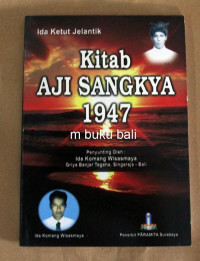 Ida Ketut Jelantik
Kitab
AJI SANGKYA
1947
m buku bali
Penyunting Oleh :
Ida Komang Wisasmaya
Griya Banjar Tegeha, Singaraja - Bali
Ida Komang Wisasmaya
Penerbit PĀRAMITA Surabaya